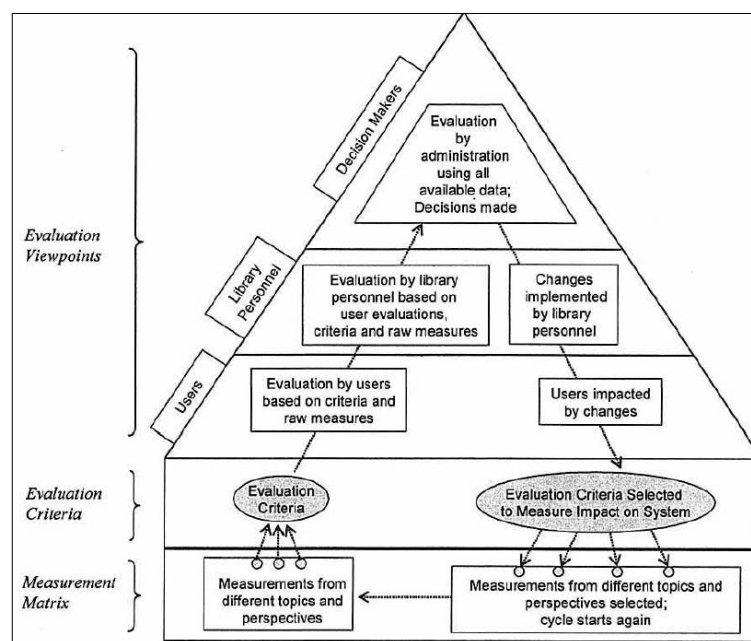 Decision Makers
Evaluation
by
administration
using all
available data;
Decisions made
Evaluation
Viewpoints
Library
Personnel
Evaluation by library
personnel based on
user evaluations,
criteria and raw measures
Changes
implemented
by library
personnel
Users
Evaluation by users
based on criteria and
raw measures
Users impacted
by changes
Evaluation
Criteria
Evaluation
Criteria
Evaluation Criteria Selected
to Measure Impact on System
Measurement
Matrix
Measurements from
different topics and
perspectives
Measurements from different topics and
perspectives selected;
cycle starts again